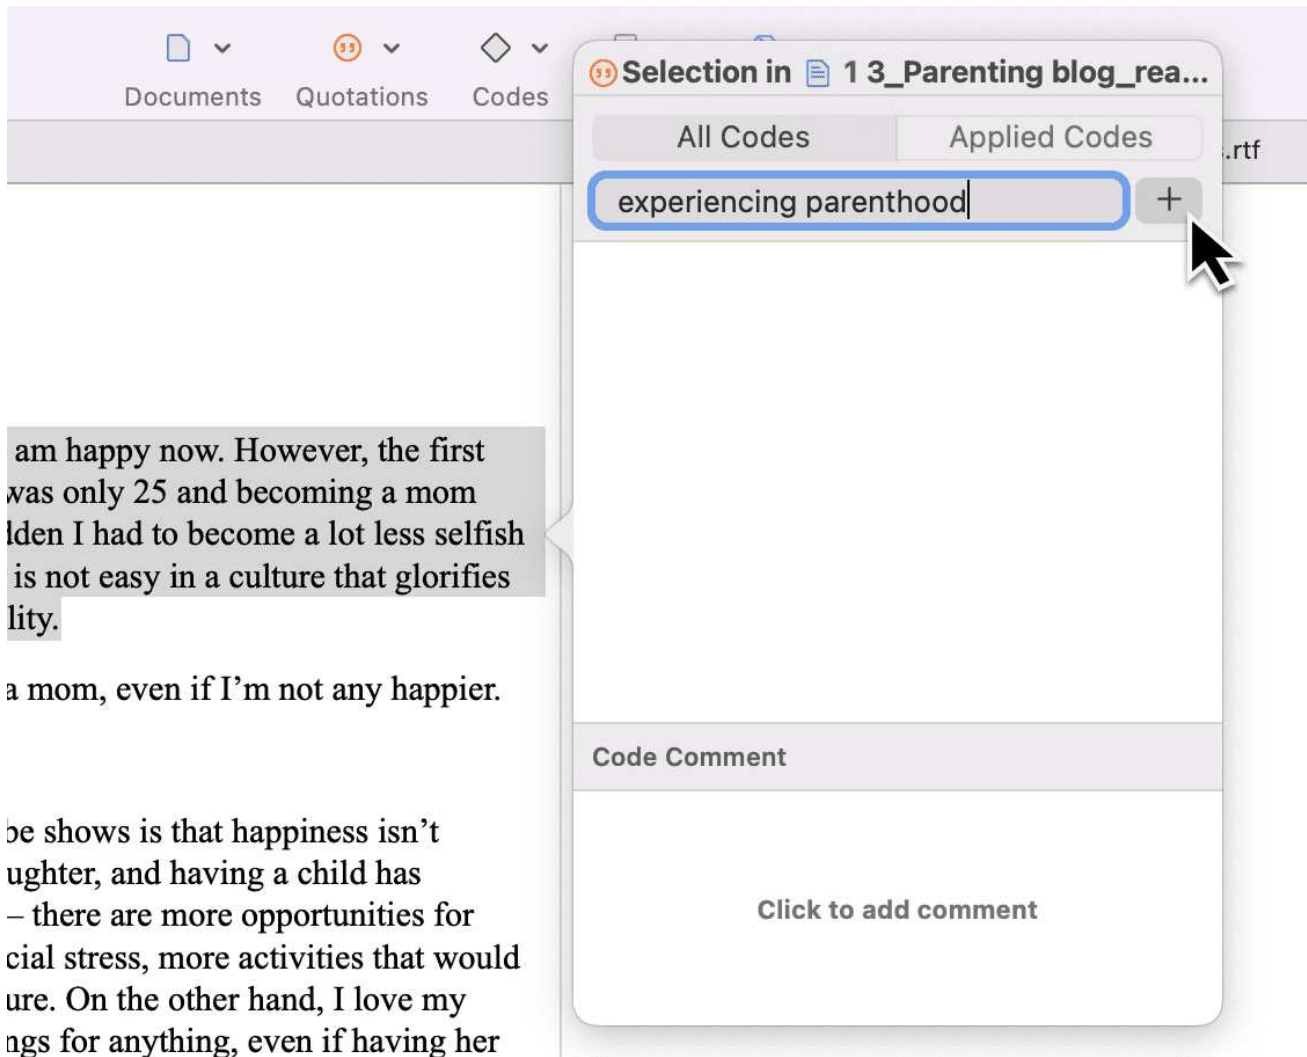 Documents Quotations Codes
Selection in 1 3_Parenting blog_rea...
All Codes Applied Codes
.rtf
experiencing parenthood
+
am happy now. However, the first
was only 25 and becoming a mom
dden I had to become a lot less selfish
is not easy in a culture that glorifies
lity.
a mom, even if I’m not any happier.
be shows is that happiness isn’t
ughter, and having a child has
– there are more opportunities for
cial stress, more activities that would
ure. On the other hand, I love my
ngs for anything, even if having her
Code Comment
Click to add comment